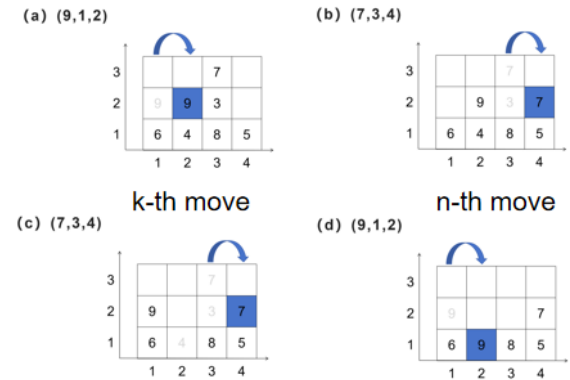 (a) (9,1,2)
3 7
2 9 9 3
1 6 4 8 5
1 2 3 4
(b) (7,3,4)
3 7
2 9 3 7
1 6 4 8 5
1 2 3 4
k-th move
n-th move
(c) (7,3,4)
3 7
2 9 3 7
1 6 4 8 5
1 2 3 4
(d) (9,1,2)
3
2 9 7
1 6 9 8 5
1 2 3 4